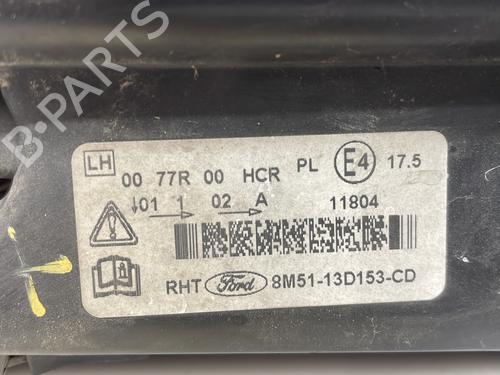 LH
00 77R 00 HCR PL E4 17.5
↓01 1 02 A 11804
RHT Ford 8M51-13D153-CD
B-PARTS